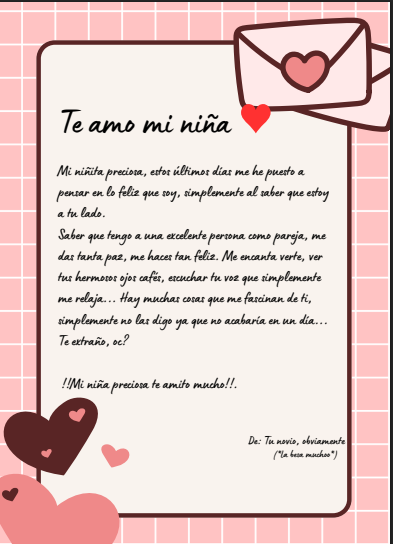 Te amo mi niña ❤
Mi niñita preciosa, estos últimos días me he puesto a
pensar en lo feliz que soy, simplemente al saber que estoy
a tu lado.
Saber que tengo a una excelente persona como pareja, me
das tanta paz, me haces tan feliz. Me encanta verte, ver
tus hermosos ojos cafés, escuchar tu voz que simplemente
me relaja... Hay muchas cosas que me fascinan de ti,
simplemente no las digo ya que no acabaría en un día...
Te extraño, oc?
!!Mi niña preciosa te amito mucho!!.
De: Tu novio, obviamente
(*la besa muchoo*)